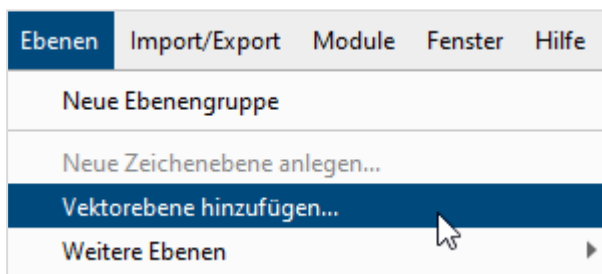 Ebenen Import/Export Module Fenster Hilfe
Neue Ebenengruppe
Neue Zeichenebene anlegen...
Vektorebene hinzufügen...
Weitere Ebenen